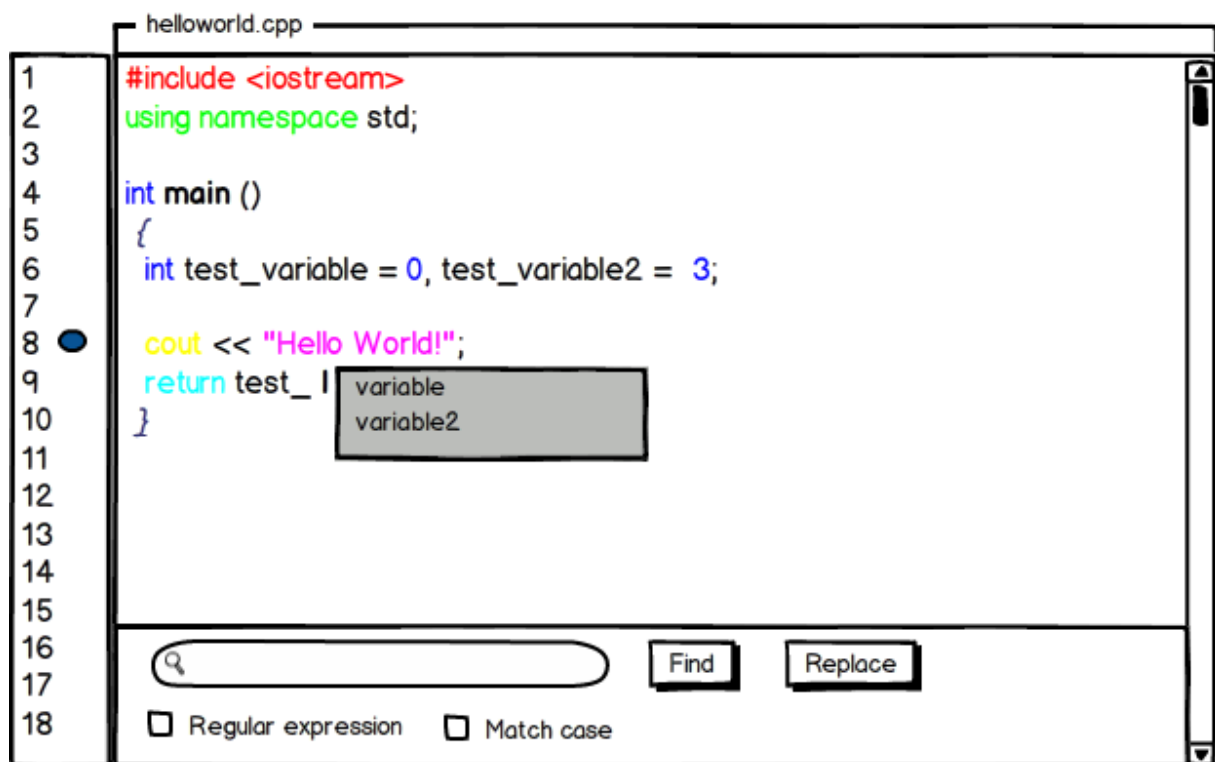 helloworld.cpp
1 #include <iostream>
2 using namespace std;
3
4 int main ()
5 {
6 int test_variable = 0, test_variable2 = 3;
7
8 cout << "Hello World!";
9 return test_
variable
10 }
variable2
11
12
13
14
15
16
17
18
Find Replace
Regular expression Match case